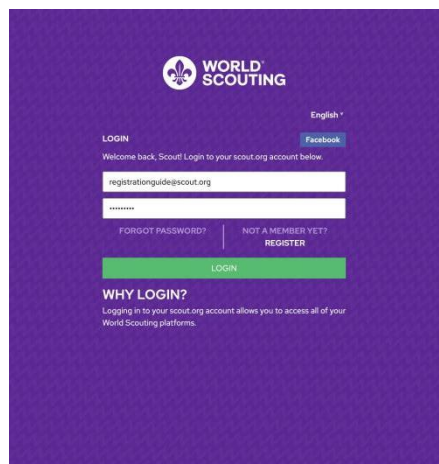 WORLD
SCOUTING
English
LOGIN
Facebook
Welcome back, Scout! Login to your scout.org account below.
registrationguide@scout.org
•••••••••
FORGOT PASSWORD?
NOT A MEMBER YET?
REGISTER
LOGIN
WHY LOGIN?
Logging in to your scout.org account allows you to access all of your
World Scouting platforms.